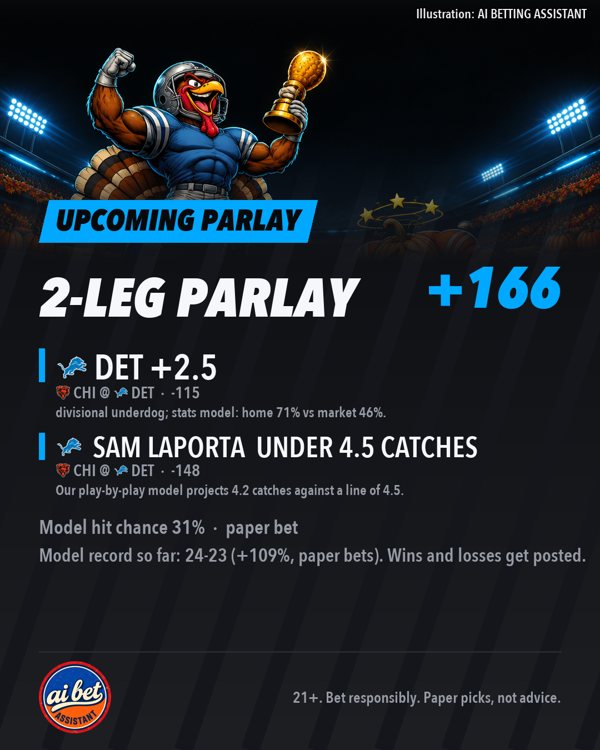 Illustration: AI BETTING ASSISTANT
UPCOMING PARLAY
2-LEG PARLAY +166
DET +2.5
CHI @ DET · -115
divisional underdog; stats model: home 71% vs market 46%.
SAM LAPORTA UNDER 4.5 CATCHES
CHI @ DET · -148
Our play-by-play model projects 4.2 catches against a line of 4.5.
Model hit chance 31% · paper bet
Model record so far: 24-23 (+109%, paper bets). Wins and losses get posted.
ai bet
ASSISTANT
21+. Bet responsibly. Paper picks, not advice.